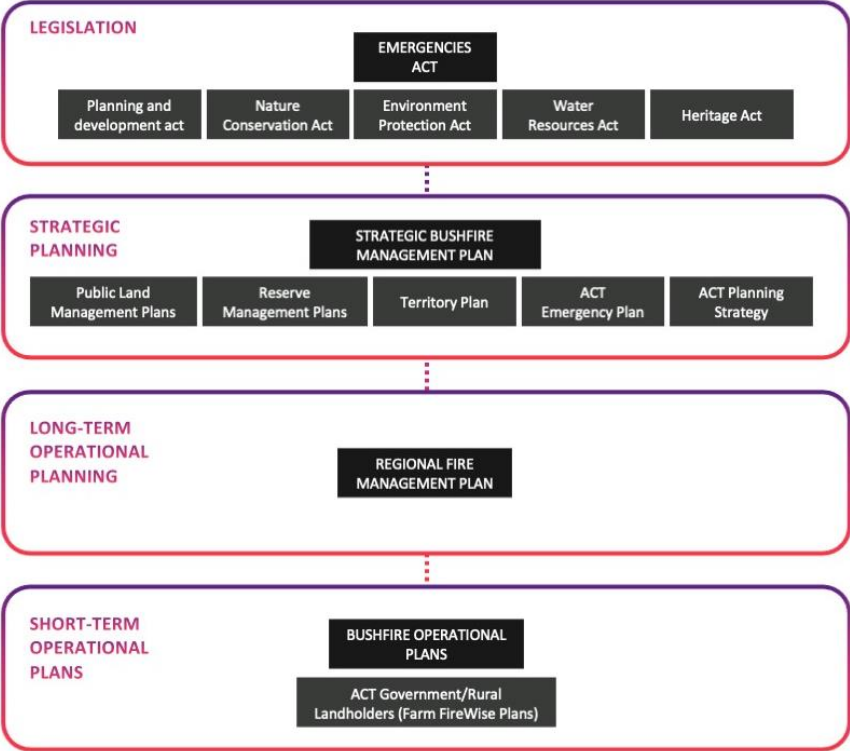 LEGISLATION
EMERGENCIES
ACT
Planning and
development act
Nature
Conservation Act
Environment
Protection Act
Water
Resources Act
Heritage Act
STRATEGIC
PLANNING
STRATEGIC BUSHFIRE
MANAGEMENT PLAN
Public Land
Management Plans
Reserve
Management Plans
Territory Plan
ACT
Emergency Plan
ACT Planning
Strategy
LONG-TERM
OPERATIONAL
PLANNING
REGIONAL FIRE
MANAGEMENT PLAN
SHORT-TERM
OPERATIONAL
PLANS
BUSHFIRE OPERATIONAL
PLANS
ACT Government/Rural
Landholders (Farm FireWise Plans)